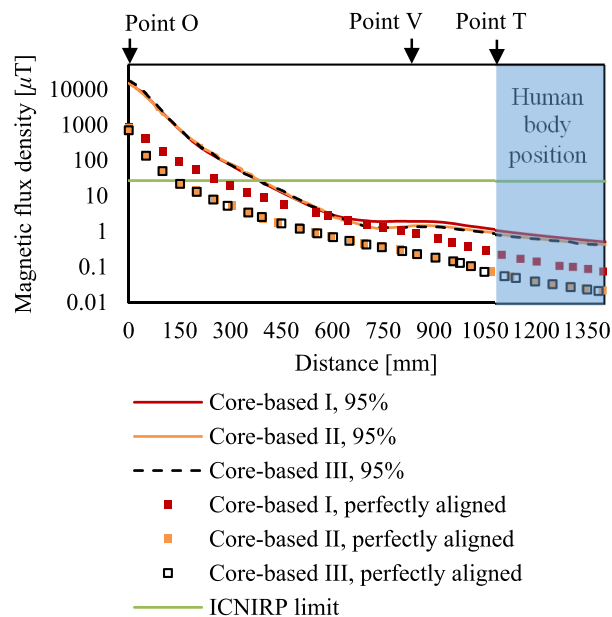 Point O
Point V
Point T
Magnetic flux density [μT]
10000
1000
100
10
1
0.1
0.01
Human
body
position
0 150 300 450 600 750 900 1050 1200 1350
Distance [mm]
Core-based I, 95%
Core-based II, 95%
Core-based III, 95%
Core-based I, perfectly aligned
Core-based II, perfectly aligned
Core-based III, perfectly aligned
ICNIRP limit